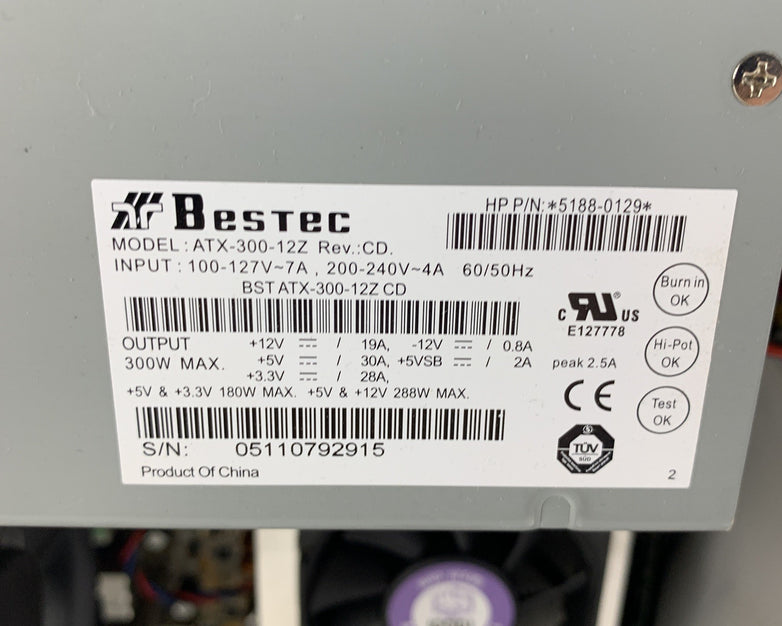 BESTEC
HP P/N:*5188-0129*
MODEL : ATX-300-12Z Rev.:CD.
INPUT : 100-127V~7A , 200-240V~4A 60/50Hz
BST ATX-300-12Z CD
Burn in
OK
C US
E127778
OUTPUT +12V / 19A, -12V / 0.8A
300W MAX. +5V / 30A, +5VSB / 2A peak 2.5A
+3.3V / 28A,
Hi-Pot
OK
+5V & +3.3V 180W MAX. +5V & +12V 288W MAX.
CE
Test
OK
S/N: 05110792915
TÜV
SÜD
Product Of China
2